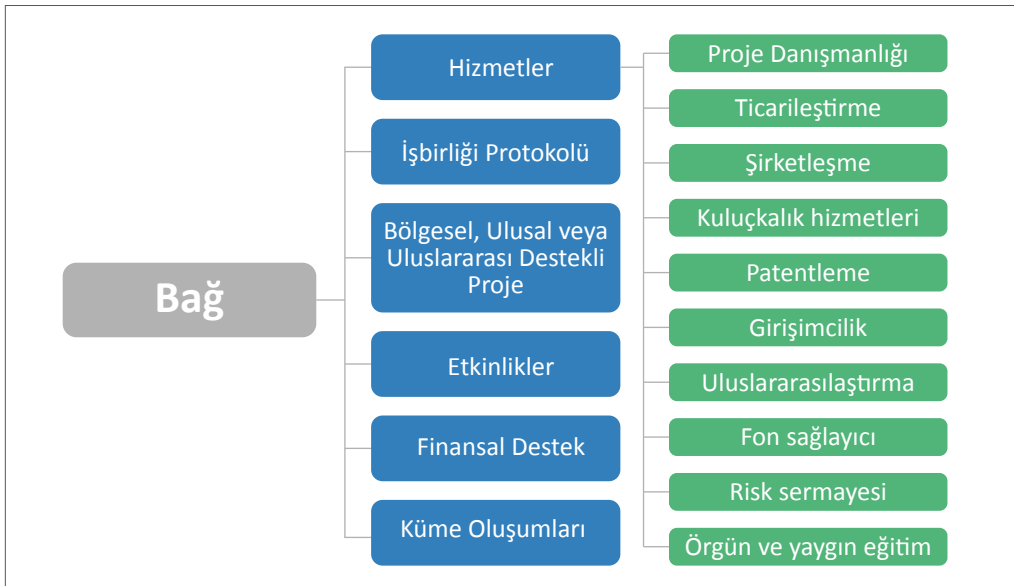 Bağ
Hizmetler
İşbirliği Protokolü
Bölgesel, Ulusal veya
Uluslararası Destekli
Proje
Etkinlikler
Finansal Destek
Küme Oluşumları
Proje Danışmanlığı
Ticarileştirme
Şirketleşme
Kuluçkalık hizmetleri
Patentleme
Girişimcilik
Uluslararasılaştırma
Fon sağlayıcı
Risk sermayesi
Örgün ve yaygın eğitim